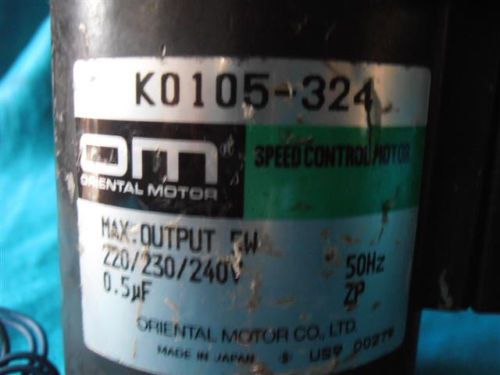 K0105-324
om
ORIENTAL MOTOR
SPEED CONTROL MOTOR
MAX.OUTPUT 6W
220/230/240V 50Hz
0.5µF 2P
ORIENTAL MOTOR CO., LTD.
MADE IN JAPAN